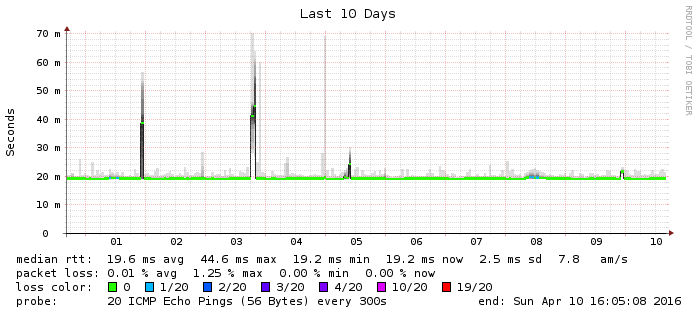 Last 10 Days
RRDTOOL / TOBI OETIKER
Seconds
70 m
60 m
50 m
40 m
30 m
20 m
10 m
0
01 02 03 04 05 06 07 08 09 10
median rtt: 19.6 ms avg 44.6 ms max 19.2 ms min 19.2 ms now 2.5 ms sd 7.8 am/s
packet loss: 0.01 % avg 1.25 % max 0.00 % min 0.00 % now
loss color: 0 1/20 2/20 3/20 4/20 10/20 19/20
probe: 20 ICMP Echo Pings (56 Bytes) every 300s end: Sun Apr 10 16:05:08 2016